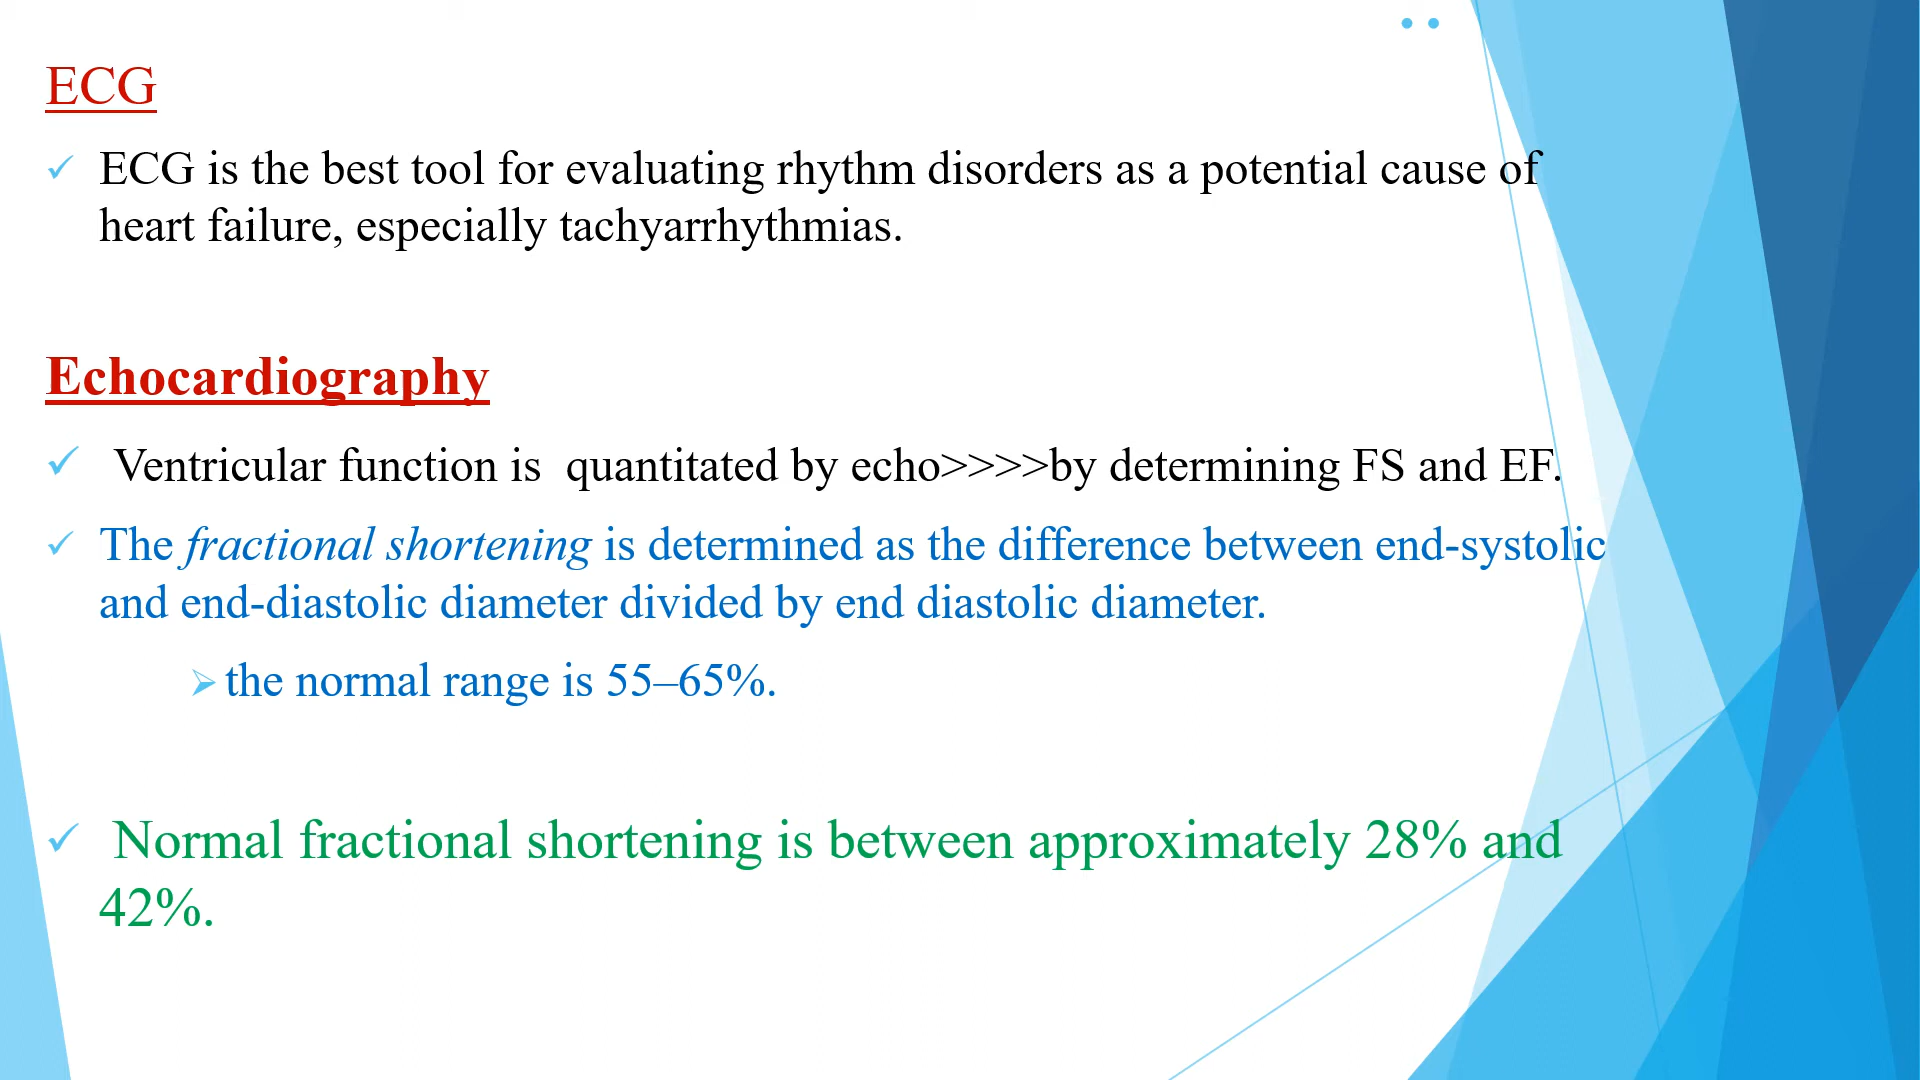 ECG
ECG is the best tool for evaluating rhythm disorders as a potential cause of
heart failure, especially tachyarrhythmias.
Echocardiography
Ventricular function is  quantitated by echo>>>>by determining FS and EF.
The fractional shortening is determined as the difference between end-systolic
and end-diastolic diameter divided by end diastolic diameter.
the normal range is 55–65%.
Normal fractional shortening is between approximately 28% and
42%.